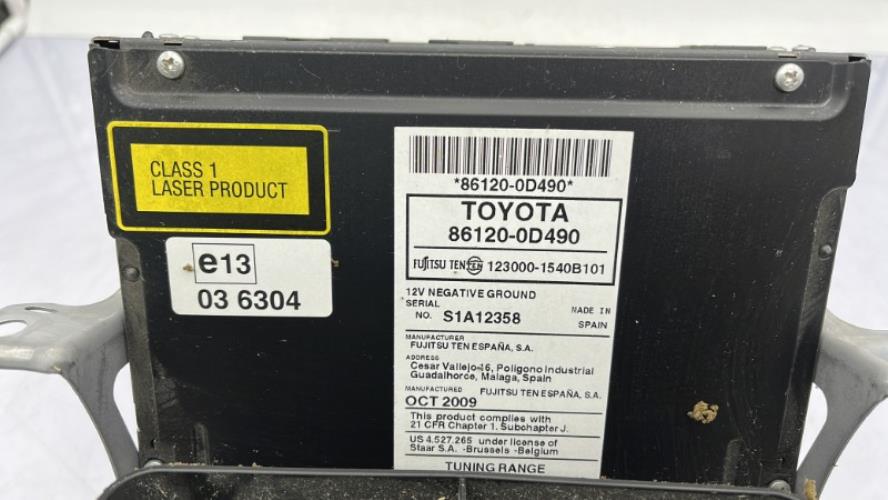 CLASS 1
LASER PRODUCT
e13
03 6304
*86120-0D490*
TOYOTA
86120-0D490
FUJITSU TEN TEN 123000-1540B101
12V NEGATIVE GROUND
SERIAL
NO. S1A12358
MADE IN
SPAIN
MANUFACTURER
FUJITSU TEN ESPAÑA, S.A.
ADDRESS
Cesar Vallejo-16, Poligono Industrial
Guadalhorce, Malaga, Spain
MANUFACTURED FUJITSU TEN ESPAÑA, S.A.
OCT 2009
This product complies with
21 CFR Chapter 1. Subchapter J.
US 4.527.265 under license of
Staar S.A. -Brussels -Belgium
TUNING RANGE